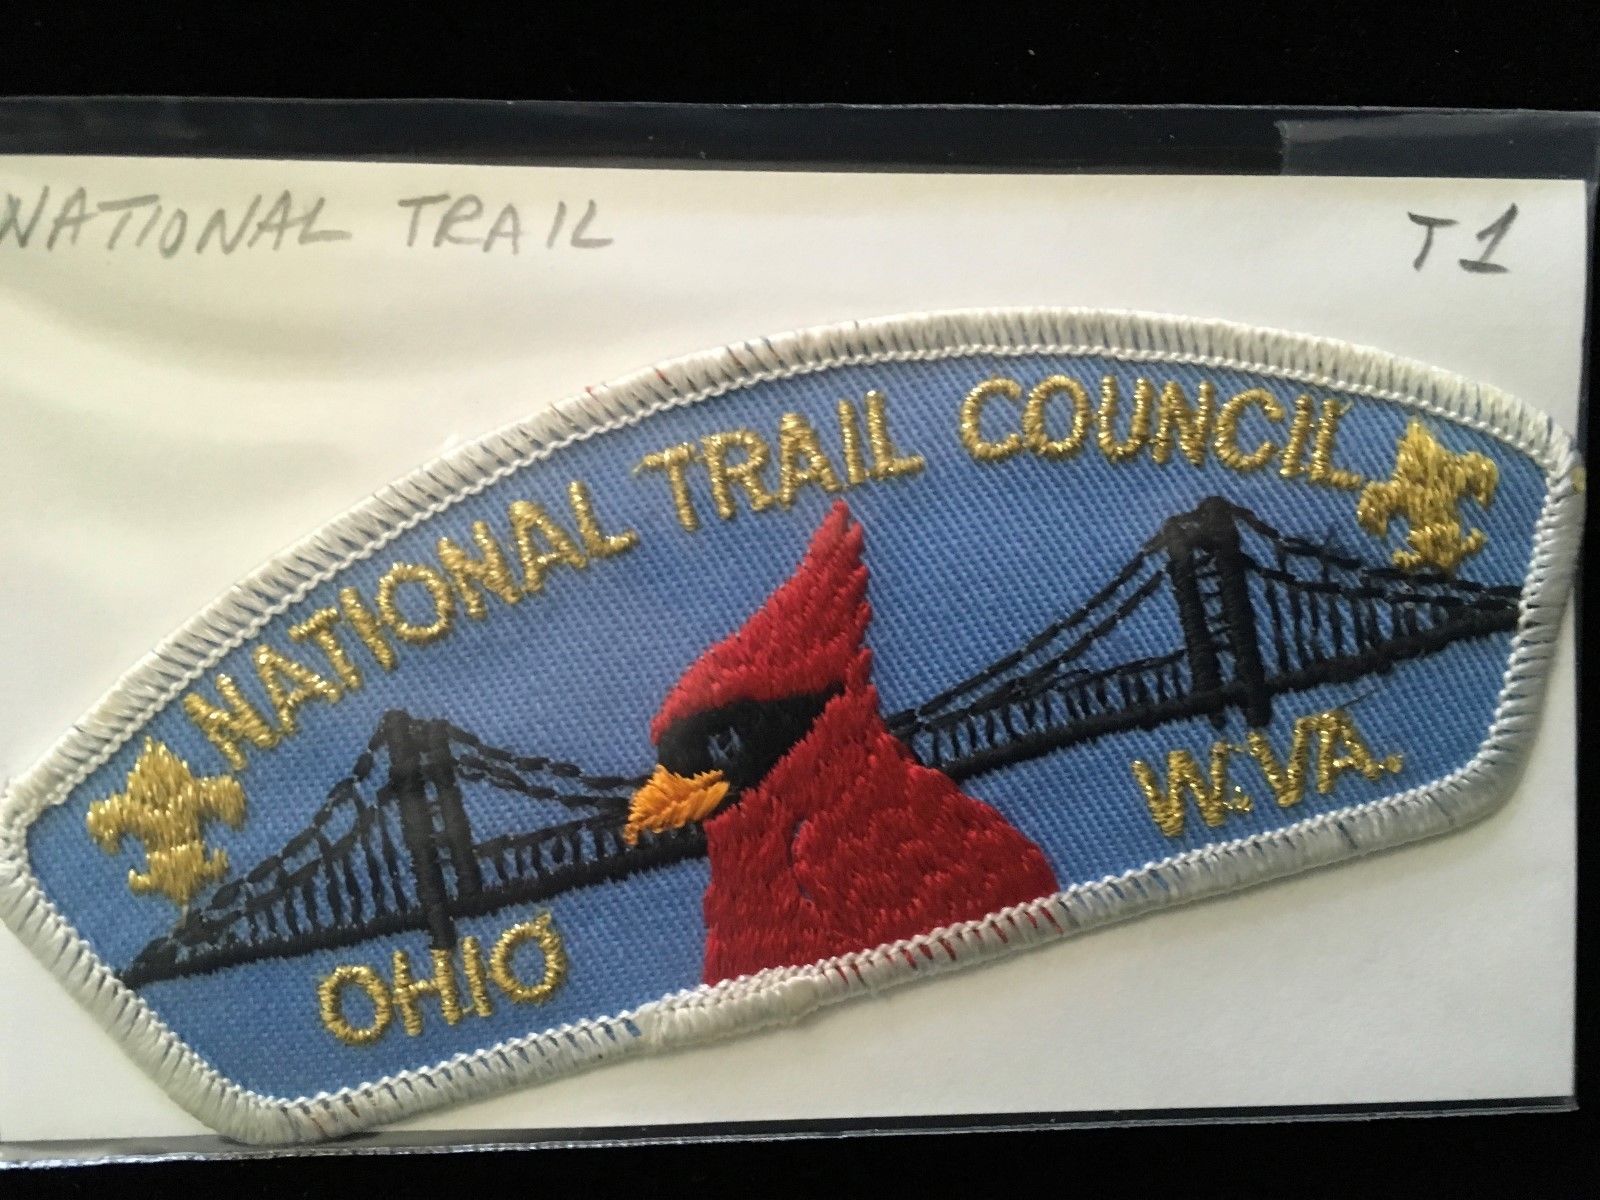 NATIONAL TRAIL T1
NATIONAL TRAIL COUNCIL
OHIO W.VA.